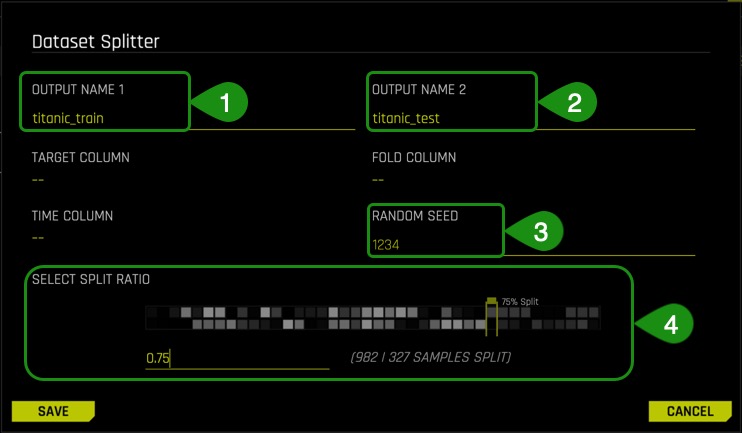 Dataset Splitter
OUTPUT NAME 1
titanic_train
1
OUTPUT NAME 2
titanic_test
2
TARGET COLUMN
--
FOLD COLUMN
--
TIME COLUMN
--
RANDOM SEED
1234
3
SELECT SPLIT RATIO
75% Split
0.75
(982 | 327 SAMPLES SPLIT)
4
SAVE
CANCEL